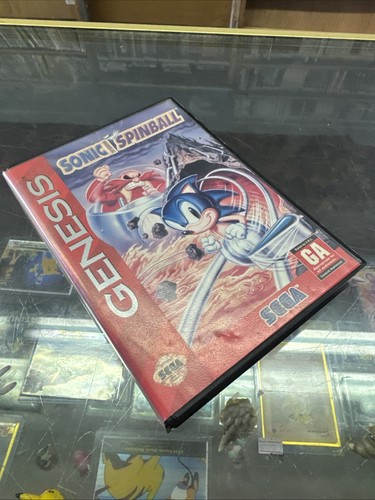 SONIC SPINBALL
GENESIS
GA
SEGA